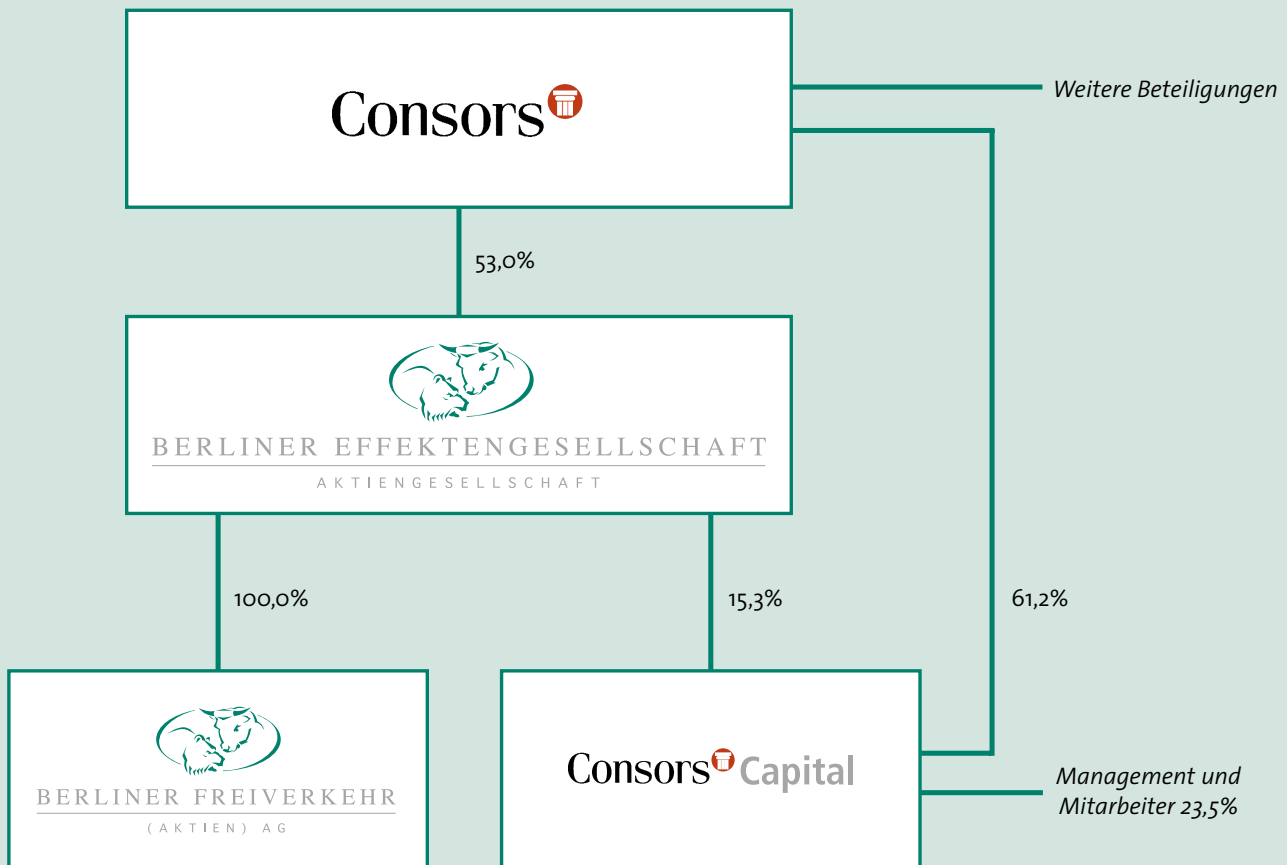 Consors
Weitere Beteiligungen
53,0%
BERLINER EFFEKTENGESELLSCHAFT
AKTIENGESELLSCHAFT
100,0%
15,3%
61,2%
BERLINER FREIVERKEHR
(AKTIEN) AG
Consors Capital
Management und
Mitarbeiter 23,5%